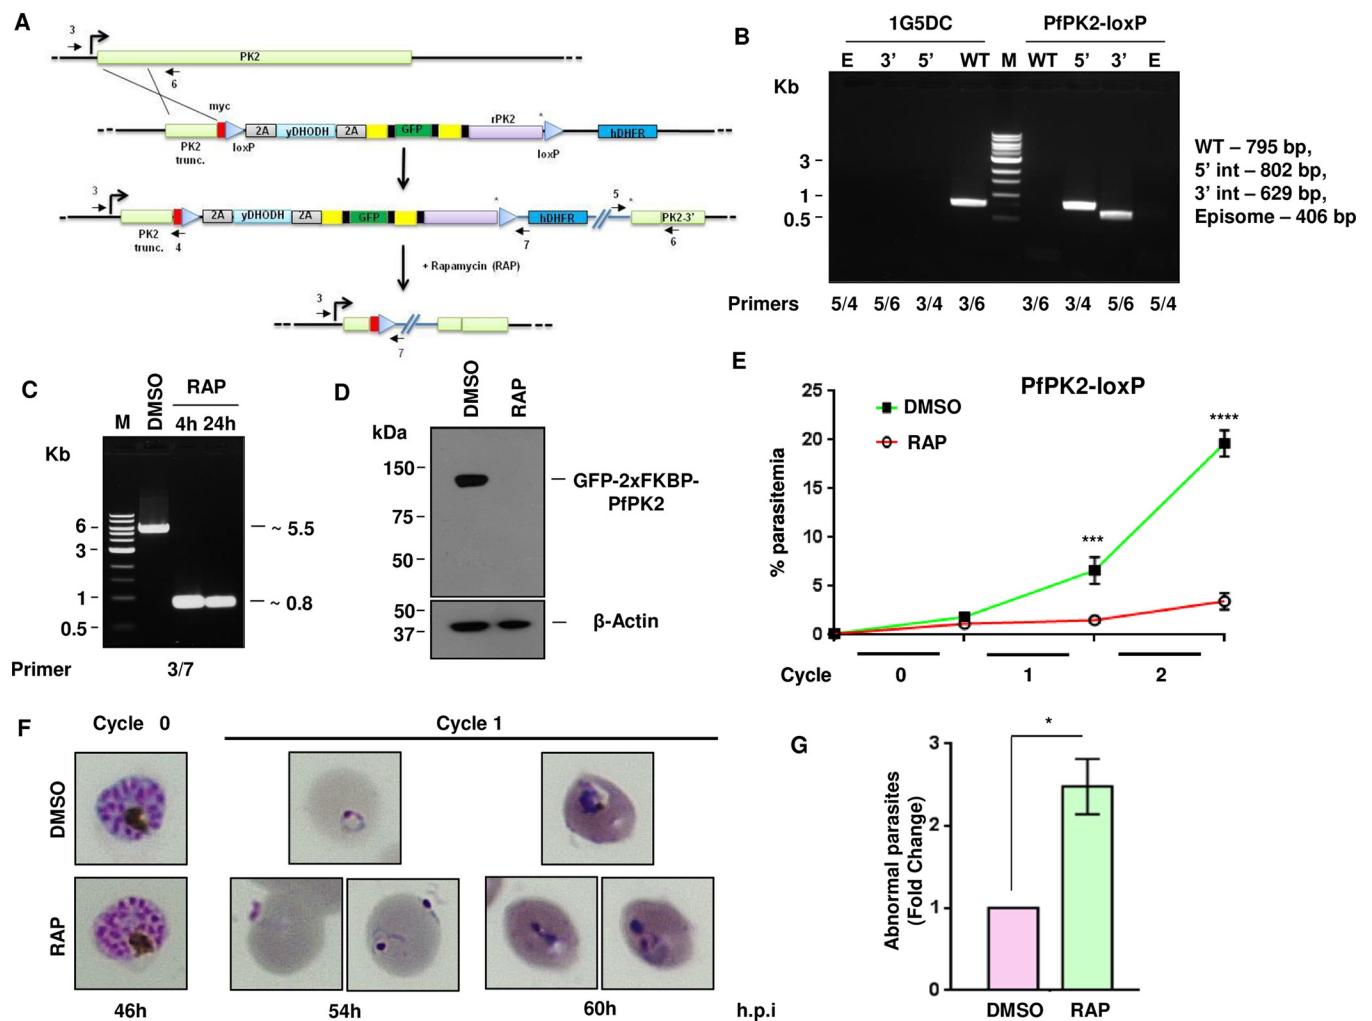 A
3
PK2
6
myc
rPK2
*
2A
yDHODH
2A
GFP
hDHFR
PK2
trunc.
loxP
loxP
3
5
*
*
2A
yDHODH
2A
GFP
hDHFR
PK2-3'
PK2
trunc.
4
7
6
+ Rapamycin (RAP)
3
7
B
1G5DC
PfPK2-loxP
E 3’ 5’ WT M WT 5’ 3’ E
Kb
3
1
0.5
WT – 795 bp,
5’ int – 802 bp,
3’ int – 629 bp,
Episome – 406 bp
Primers 5/4 5/6 3/4 3/6 3/6 3/4 5/6 5/4
C
DMSO
RAP
M
4h 24h
Kb
6
3
1
0.5
~ 5.5
~ 0.8
Primer 3/7
D
DMSO
RAP
kDa
150
75
50
50
37
GFP-2xFKBP-
PfPK2
β-Actin
E
PfPK2-loxP
DMSO
RAP
% parasitemia
25
20
15
10
5
0
***
****
Cycle 0 1 2
F
Cycle 0
Cycle 1
DMSO
RAP
46h 54h 60h h.p.i
G
Abnormal parasites
(Fold Change)
3
2
1
0
*
DMSO RAP